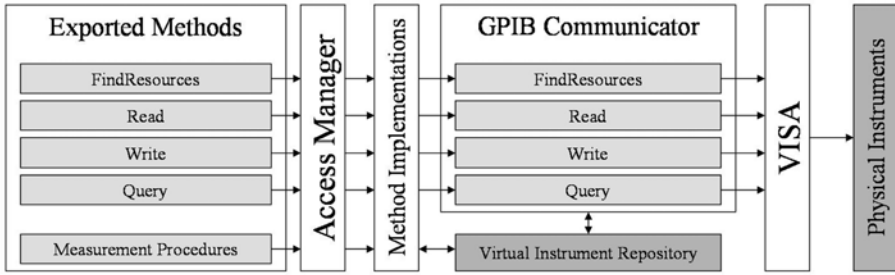 Exported Methods
FindResources
Read
Write
Query
Measurement Procedures
Access Manager
Method Implementations
GPIB Communicator
FindResources
Read
Write
Query
Virtual Instrument Repository
VISA
Physical Instruments